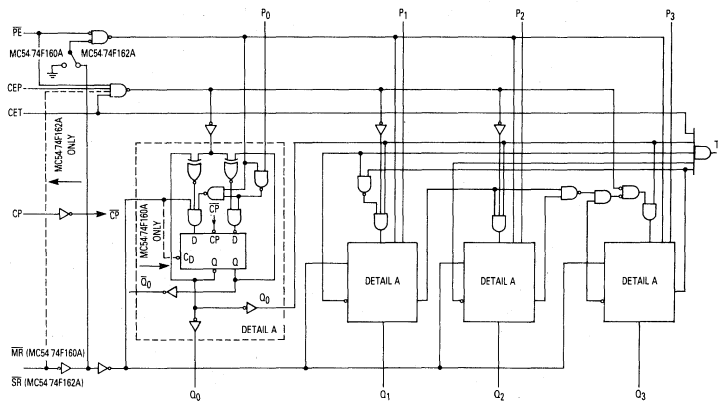 P0
P1
P2
P3
PE
MC54·74F160A
MC54·74F162A
CEP
CET
T
MC54·74F162A
ONLY
CP
CP
MC54·74F160A
ONLY
CP
D
CP
D
CD
Q
Q
Q0
Q0
DETAIL A
DETAIL A
DETAIL A
DETAIL A
MR (MC54·74F160A)
SR (MC54·74F162A)
Q0
Q1
Q2
Q3